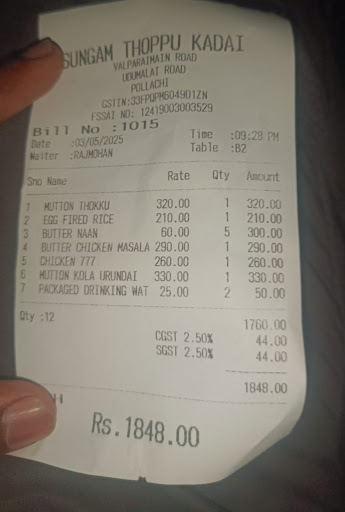 SUNGAM THOPPU KADAI
VALPARAIMAIN ROAD
UDUMALAI ROAD
POLLACHI
GSTIN:33FPQPM6049D1ZN
FSSAI NO: 12419003003529
Bill No :1015
Date :03/05/2025 Time :09:28 PM
Waiter :RAJMOHAN Table :B2
Sno Name Rate Qty Amount
1 MUTTON THOKKU 320.00 1 320.00
2 EGG FIRED RICE 210.00 1 210.00
3 BUTTER NAAN 60.00 5 300.00
4 BUTTER CHICKEN MASALA 290.00 1 290.00
5 CHICKEN 777 260.00 1 260.00
6 MUTTON KOLA URUNDAI 330.00 1 330.00
7 PACKAGED DRINKING WAT 25.00 2 50.00
Qty :12 1760.00
CGST 2.50% 44.00
SGST 2.50% 44.00
1848.00
H
Rs.1848.00